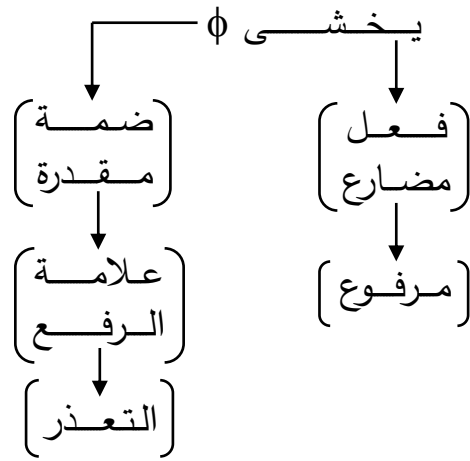 يخشى ϕ
فعل
مضارع
مرفوع
ضمة
مقدرة
علامة
الرفع
التعذر